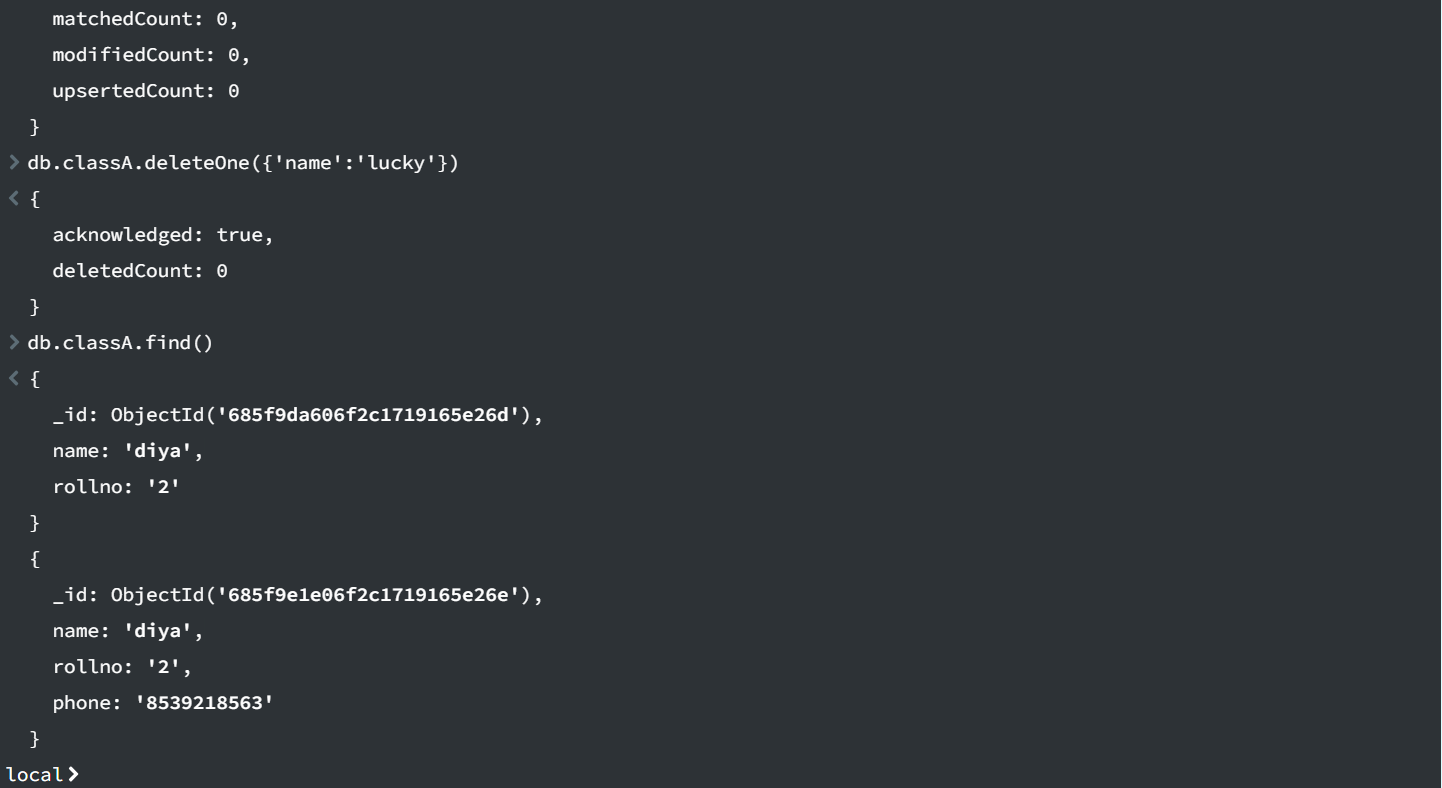 matchedCount: 0,
modifiedCount: 0,
upsertedCount: 0
}
> db.classA.deleteOne({'name':'lucky'})
< {
acknowledged: true,
deletedCount: 0
}
> db.classA.find()
< {
_id: ObjectId('685f9da606f2c1719165e26d'),
name: 'diya',
rollno: '2'
}
{
_id: ObjectId('685f9e1e06f2c1719165e26e'),
name: 'diya',
rollno: '2',
phone: '8539218563'
}
local>